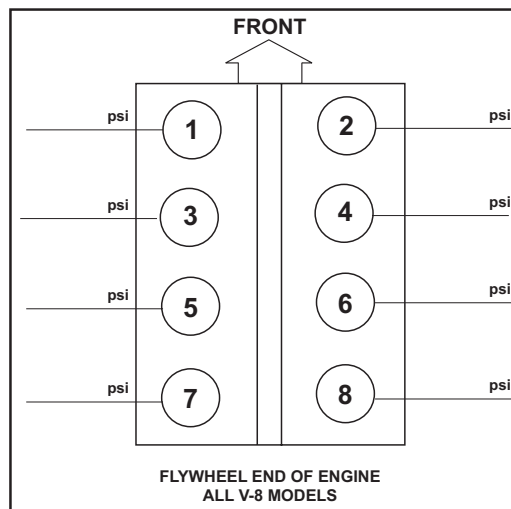 FRONT
psi 1 2 psi
psi 3 4 psi
psi 5 6 psi
psi 7 8 psi
FLYWHEEL END OF ENGINE
ALL V-8 MODELS